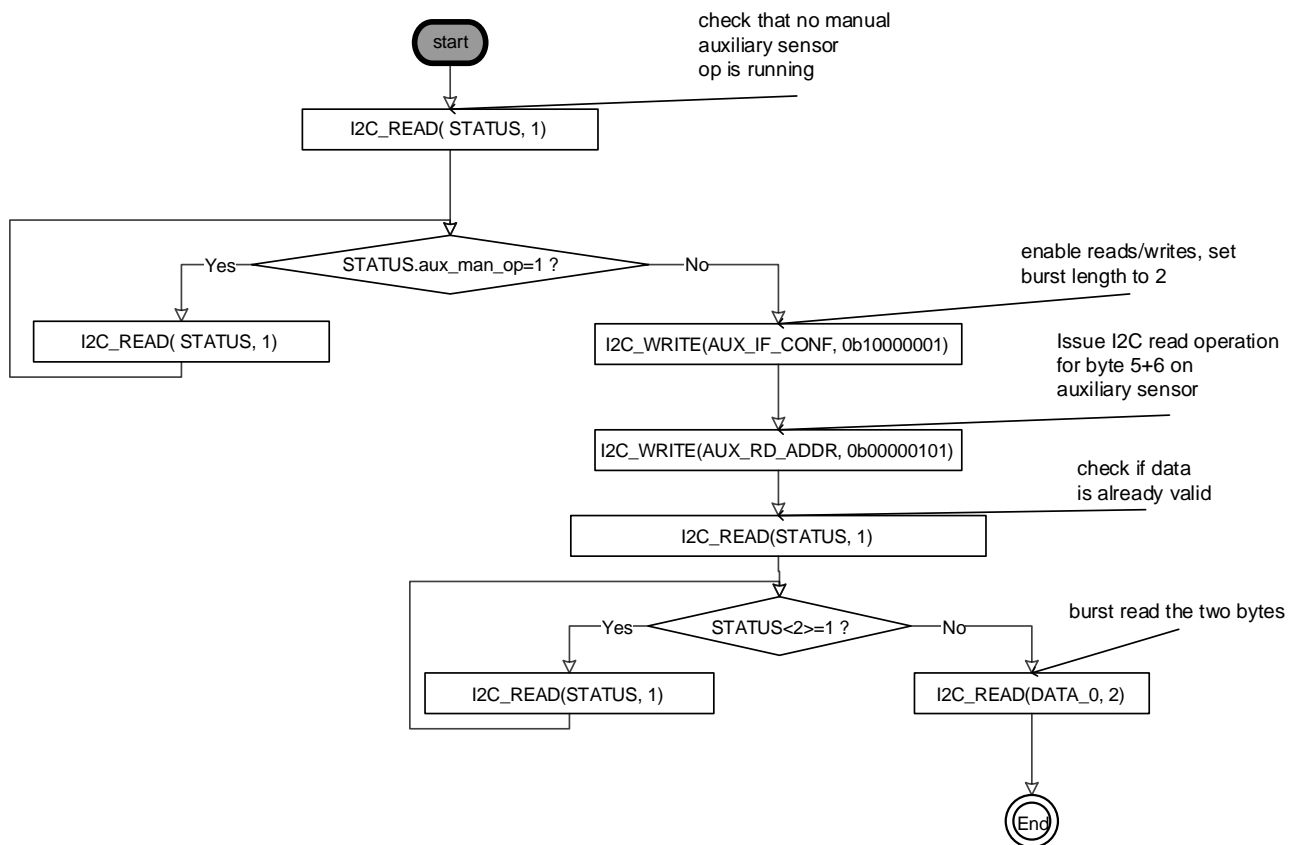 check that no manual
auxiliary sensor
op is running
start
I2C_READ( STATUS, 1)
Yes
STATUS.aux_man_op=1 ?
No
I2C_READ( STATUS, 1)
enable reads/writes, set
burst length to 2
I2C_WRITE(AUX_IF_CONF, 0b10000001)
Issue I2C read operation
for byte 5+6 on
auxiliary sensor
I2C_WRITE(AUX_RD_ADDR, 0b00000101)
check if data
is already valid
I2C_READ(STATUS, 1)
Yes
STATUS<2>=1 ?
No
burst read the two bytes
I2C_READ(STATUS, 1)
I2C_READ(DATA_0, 2)
End